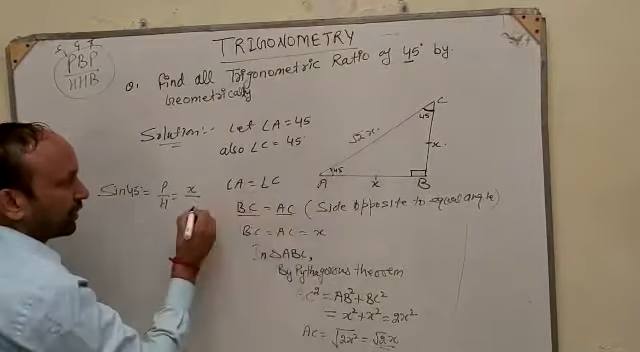 TRIGONOMETRY
S, C, T
PBP
HHB
Q. Find all Trigonometric Ratio of 45° by
Geometrically
Solution:- Let ∠A = 45
also ∠C = 45°
∠A = ∠C
BC = AC ( Side opposite to equal angle)
BC = AC = x
In △ABC,
By Pythagorous theorem
AC² = AB² + BC²
= x² + x² = 2x²
AC = √2x² = √2x
Sin45° = P/H = x/
C
45
√2x
x
45
A
x
B